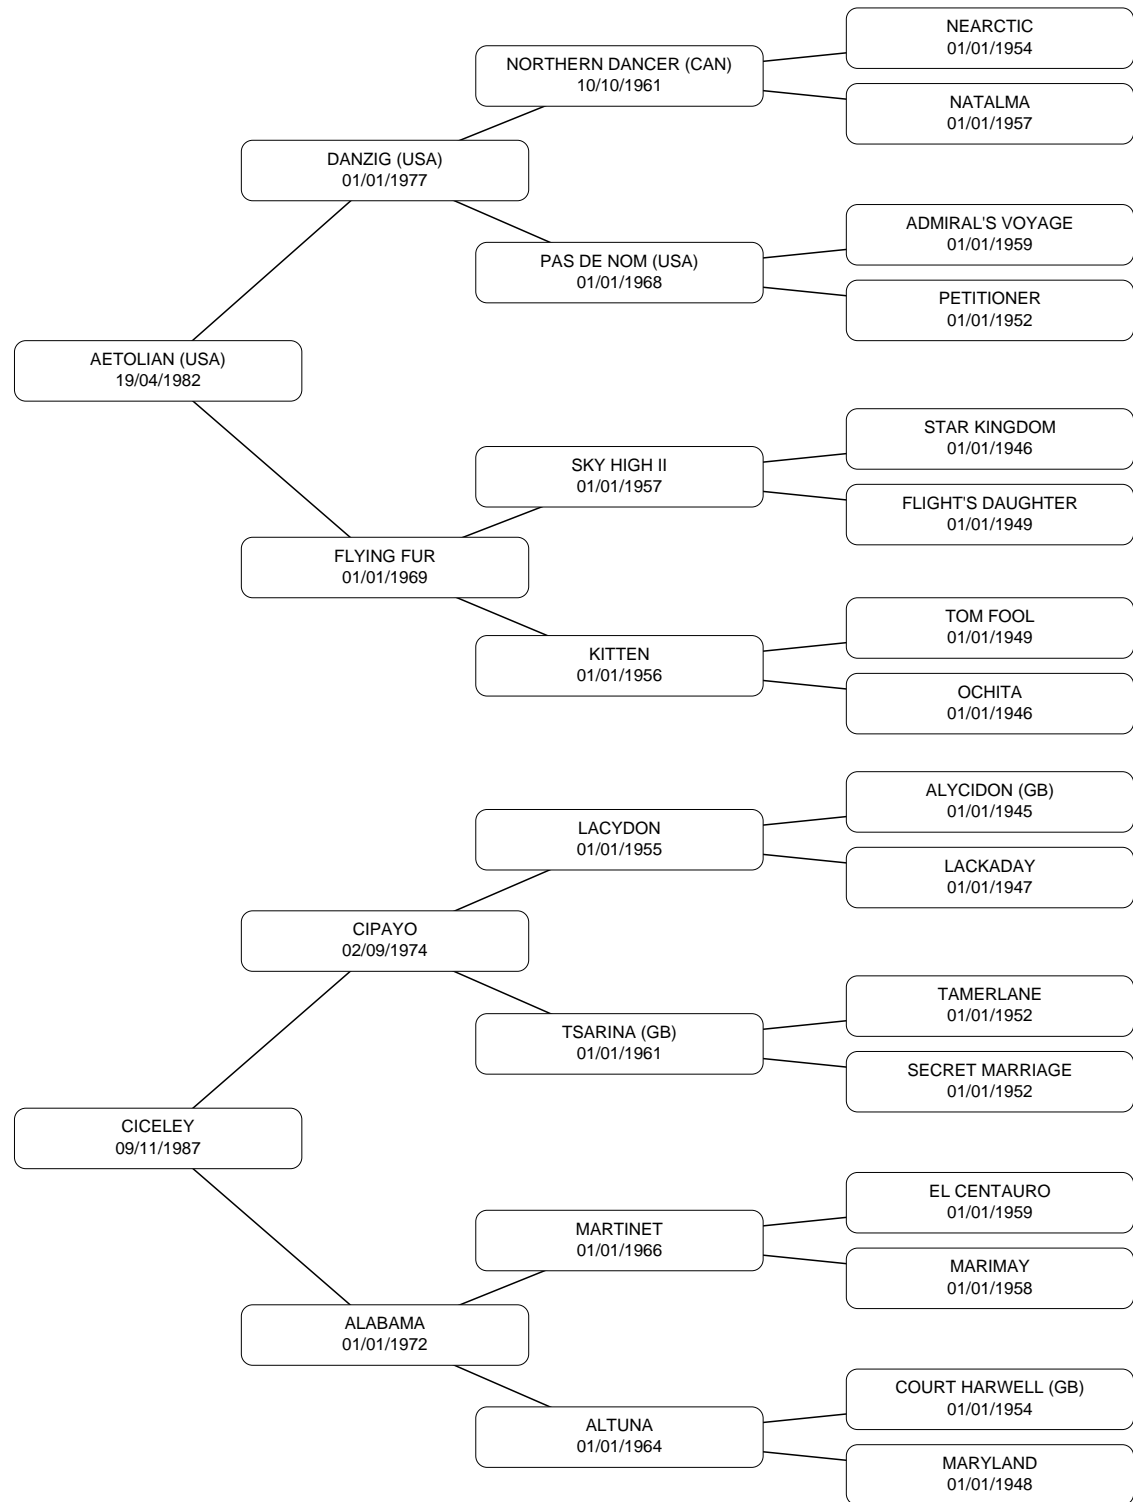 NEARCTIC
01/01/1954
NORTHERN DANCER (CAN)
10/10/1961
NATALMA
01/01/1957
DANZIG (USA)
01/01/1977
ADMIRAL'S VOYAGE
01/01/1959
PAS DE NOM (USA)
01/01/1968
PETITIONER
01/01/1952
AETOLIAN (USA)
19/04/1982
STAR KINGDOM
01/01/1946
SKY HIGH II
01/01/1957
FLIGHT'S DAUGHTER
01/01/1949
FLYING FUR
01/01/1969
TOM FOOL
01/01/1949
KITTEN
01/01/1956
OCHITA
01/01/1946
ALYCIDON (GB)
01/01/1945
LACYDON
01/01/1955
LACKADAY
01/01/1947
CIPAYO
02/09/1974
TAMERLANE
01/01/1952
TSARINA (GB)
01/01/1961
SECRET MARRIAGE
01/01/1952
CICELEY
09/11/1987
EL CENTAURO
01/01/1959
MARTINET
01/01/1966
MARIMAY
01/01/1958
ALABAMA
01/01/1972
COURT HARWELL (GB)
01/01/1954
ALTUNA
01/01/1964
MARYLAND
01/01/1948